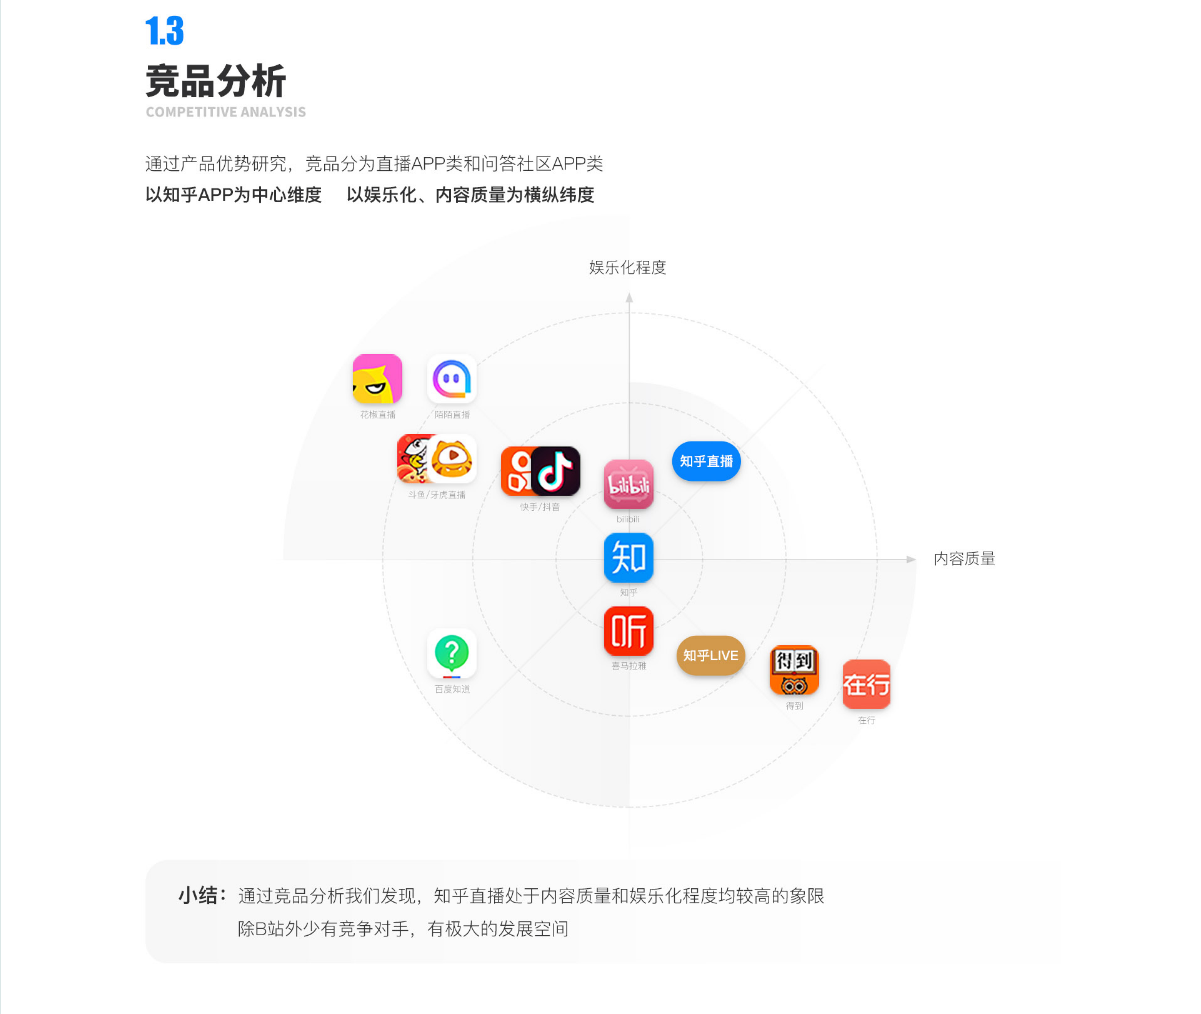 1.3
竞品分析
COMPETITIVE ANALYSIS
通过产品优势研究，竞品分为直播APP类和问答社区APP类
以知乎APP为中心维度 以娱乐化、内容质量为横纵纬度
娱乐化程度
花椒直播
陌陌直播
知乎直播
斗鱼/牙虎直播
快手/抖音
bilibili
bilibili
知
知乎
内容质量
听
喜马拉雅
知乎LIVE
得到
得到
在行
在行
?
百度知道
小结：通过竞品分析我们发现，知乎直播处于内容质量和娱乐化程度均较高的象限
除B站外少有竞争对手，有极大的发展空间